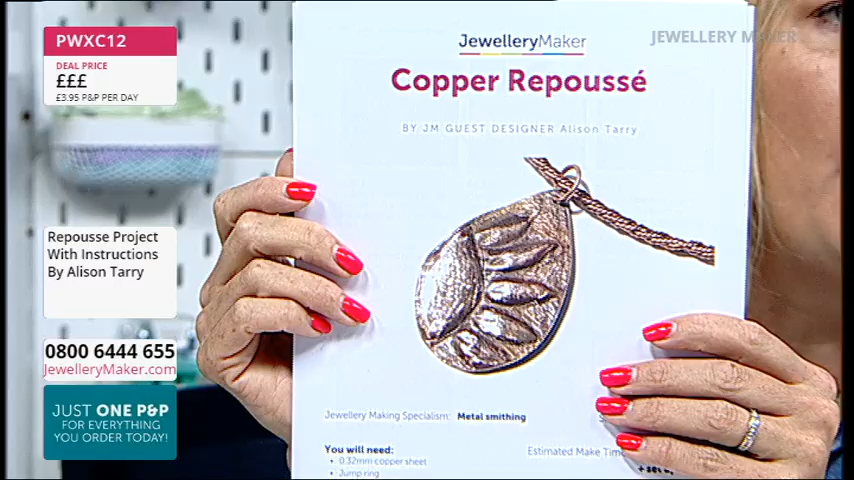 PWXC12
DEAL PRICE
£££
£3.95 P&P PER DAY
Repousse Project
With Instructions
By Alison Tarry
0800 6444 655
JewelleryMaker.com
JUST ONE P&P
FOR EVERYTHING
YOU ORDER TODAY!
JEWELLERY MAKER
JewelleryMaker
Copper Repoussé
BY JM GUEST DESIGNER Alison Tarry
Jewellery Making Specialism: Metal smithing
You will need:
• 0.32mm copper sheet
• Jump ring
Estimated Make Time